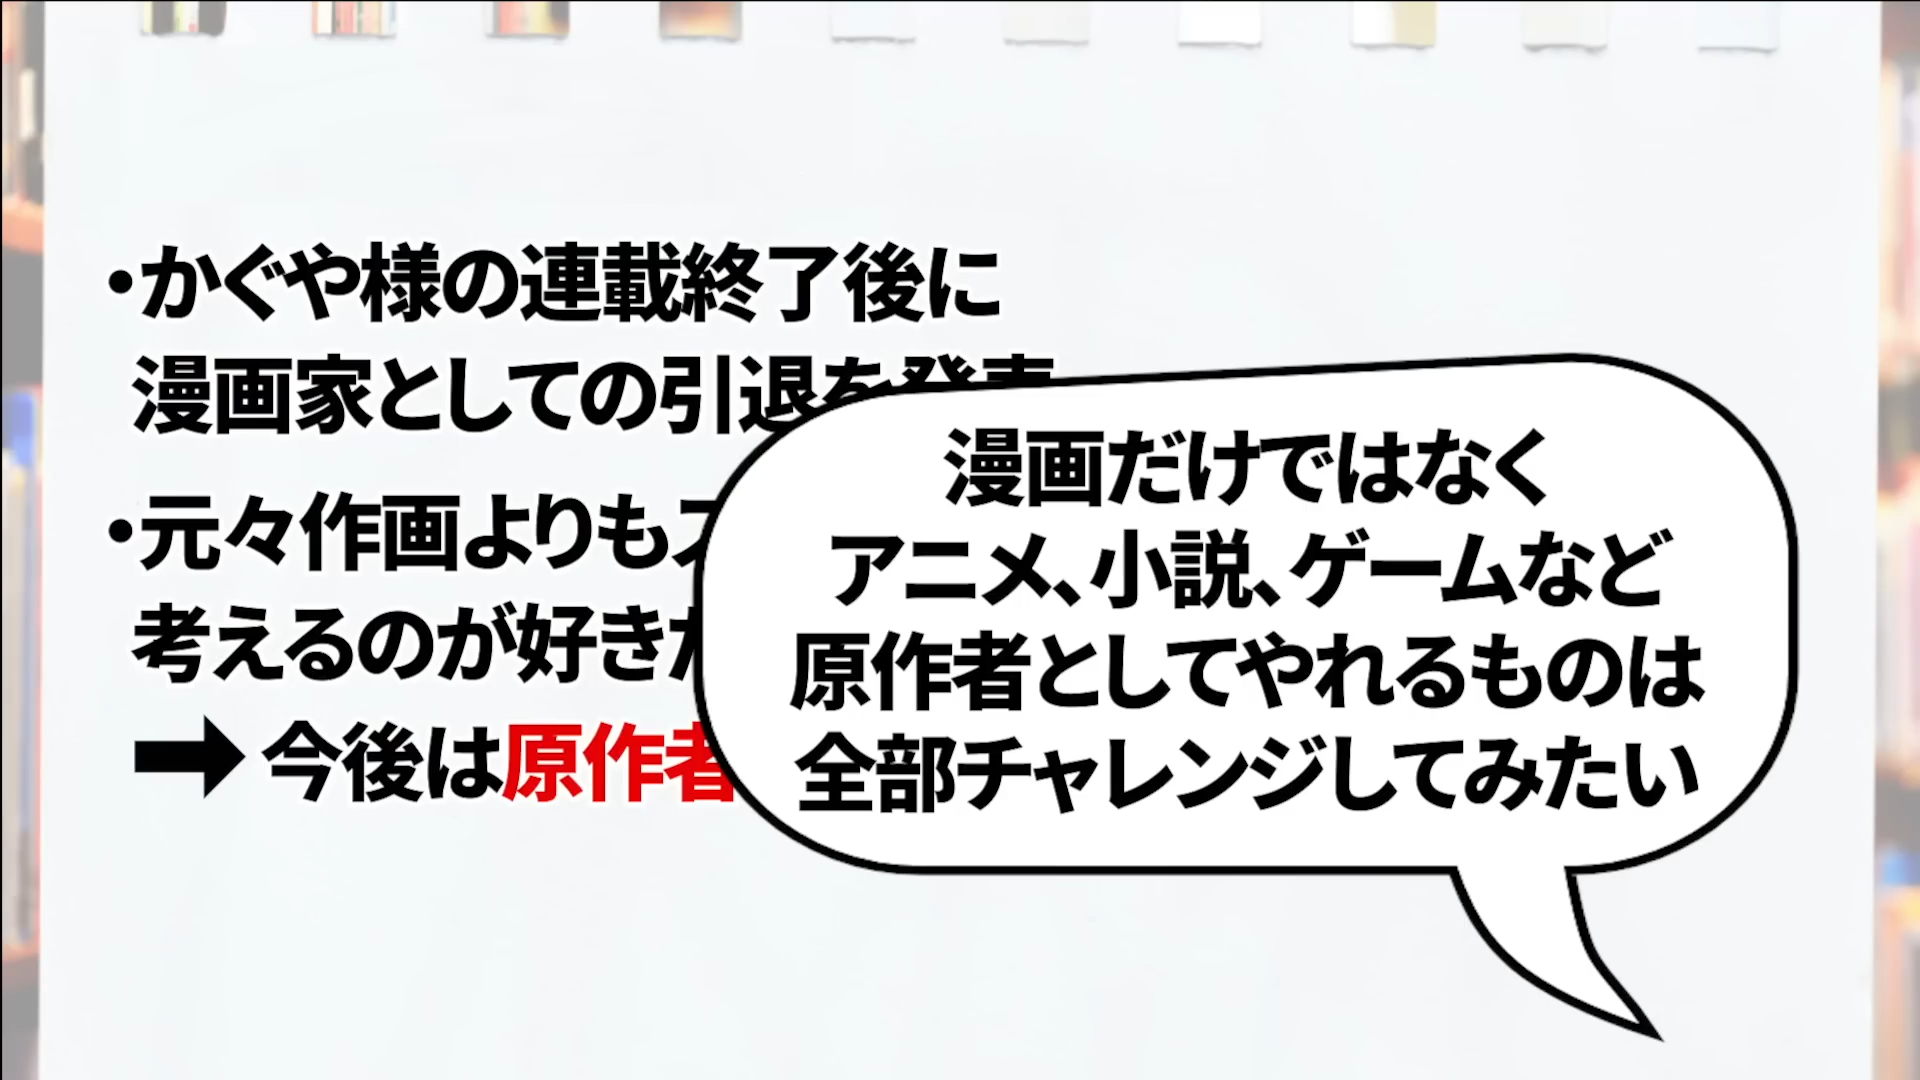 ・かぐや様の連載終了後に
漫画家としての引退を発表
・元々作画よりもス
考えるのが好き
➡今後は原作者
漫画だけではなく
アニメ、小説、ゲームなど
原作者としてやれるものは
全部チャレンジしてみたい